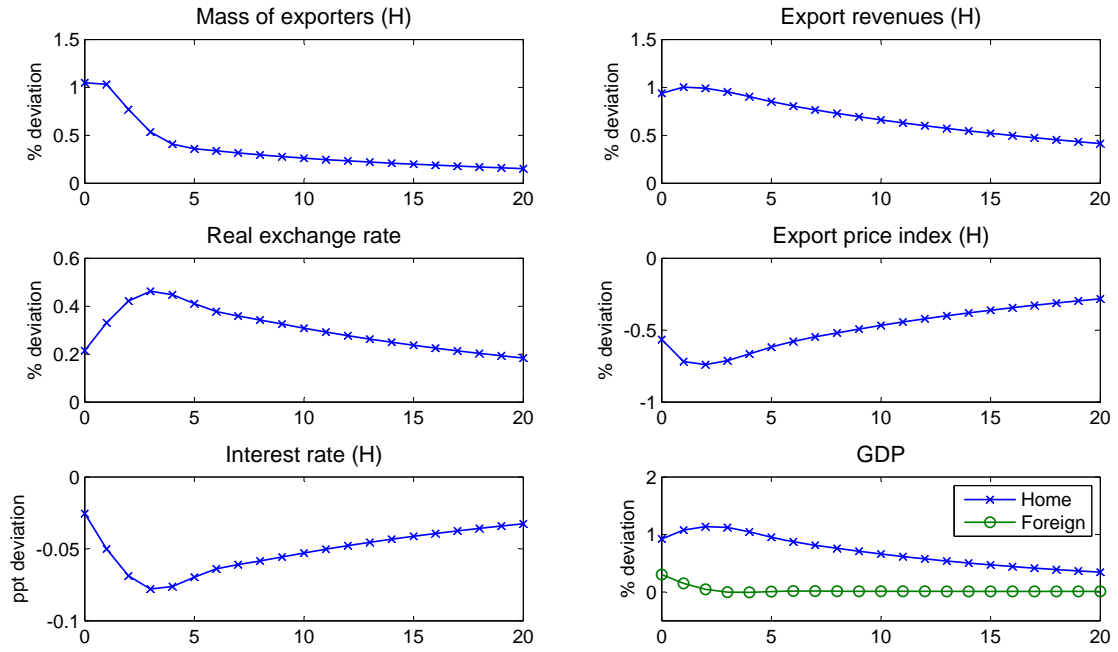 Mass of exporters (H)
% deviation
1.5
1
0.5
0
0 5 10 15 20
Export revenues (H)
% deviation
1.5
1
0.5
0
0 5 10 15 20
Real exchange rate
% deviation
0.6
0.4
0.2
0
0 5 10 15 20
Export price index (H)
% deviation
-0
-0.5
-1
0 5 10 15 20
Interest rate (H)
ppt deviation
0
-0.05
-0.1
0 5 10 15 20
GDP
% deviation
2
1
0
0 5 10 15 20
Home
Foreign